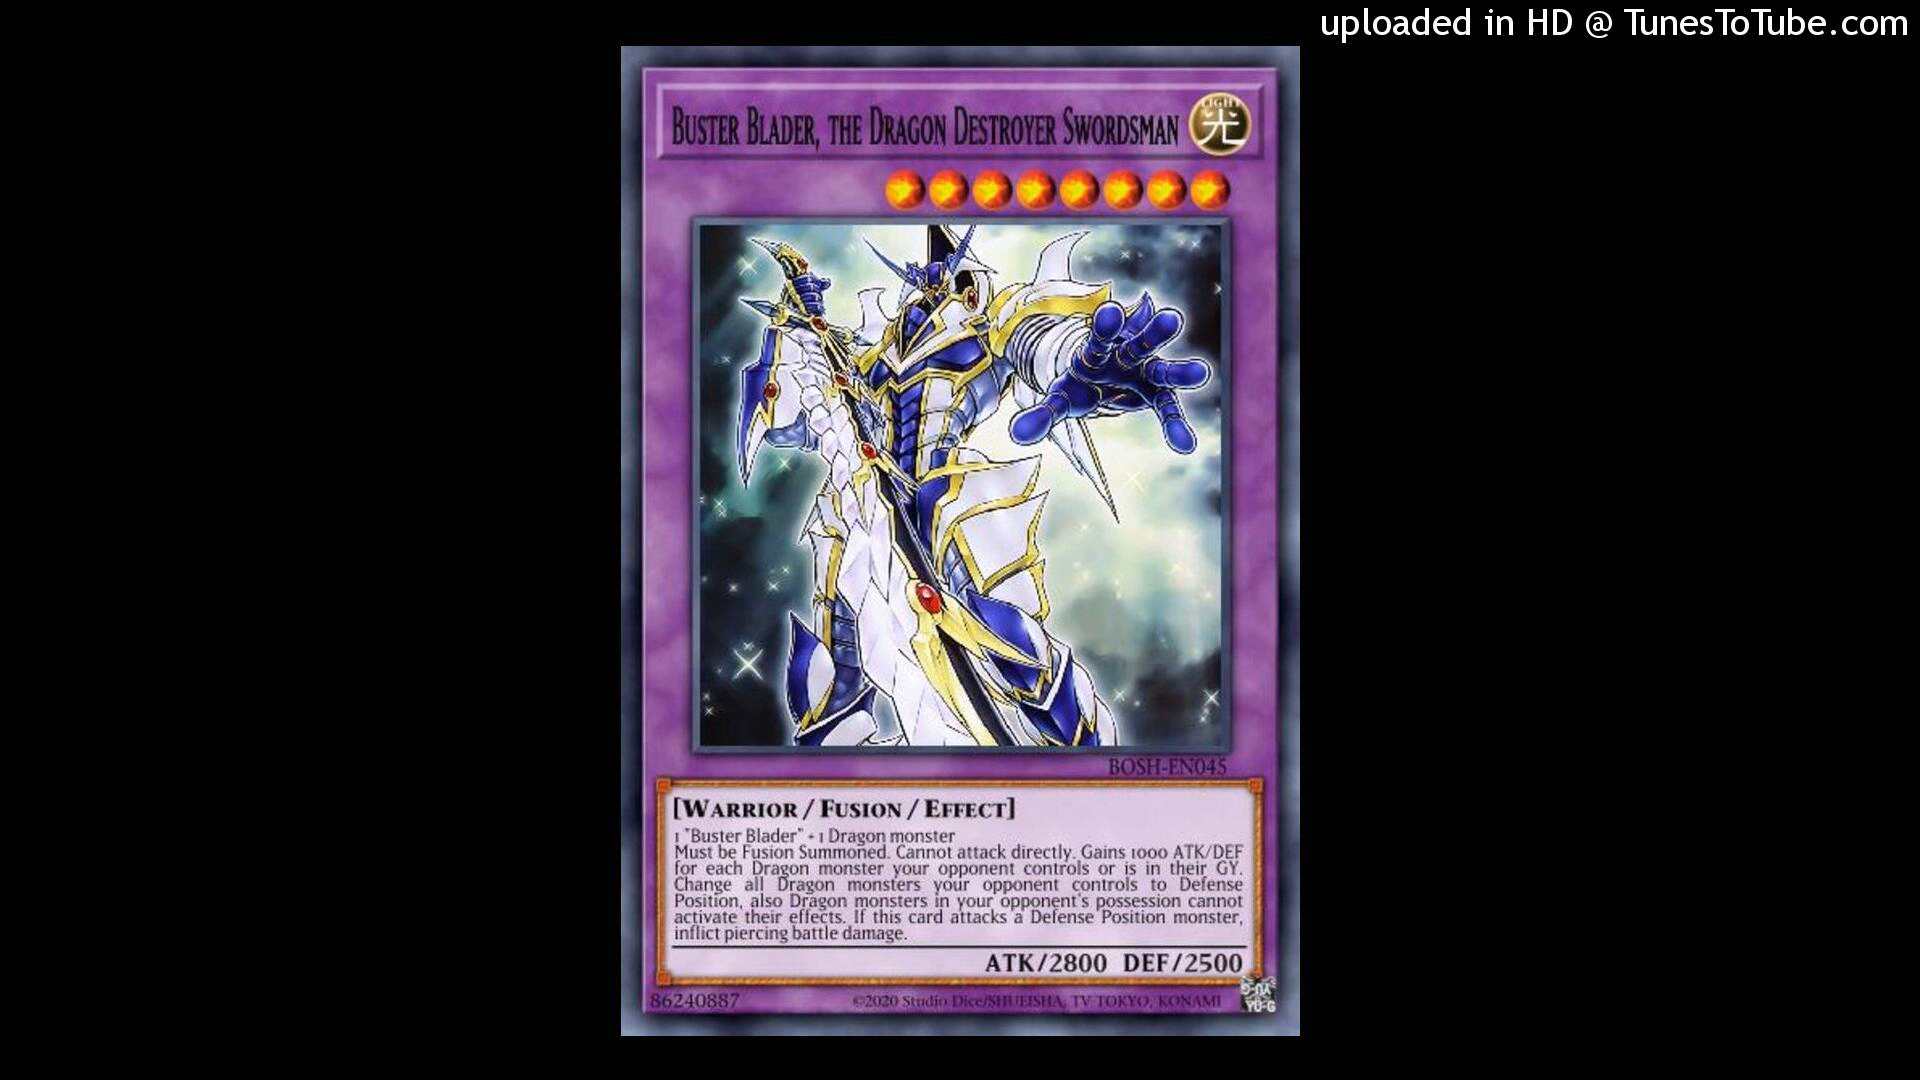 uploaded in HD @ TunesToTube.com
Buster Blader, the Dragon Destroyer Swordsman
LIGHT
光
BOSH-EN045
[Warrior / Fusion / Effect]
1 "Buster Blader" + 1 Dragon monster
Must be Fusion Summoned. Cannot attack directly. Gains 1000 ATK/DEF
for each Dragon monster your opponent controls or is in their GY.
Change all Dragon monsters your opponent controls to Defense
Position, also Dragon monsters in your opponent's possession cannot
activate their effects. If this card attacks a Defense Position monster,
inflict piercing battle damage.
ATK/2800 DEF/2500
86240887 ©2020 Studio Dice/SHUEISHA, TV TOKYO, KONAMI